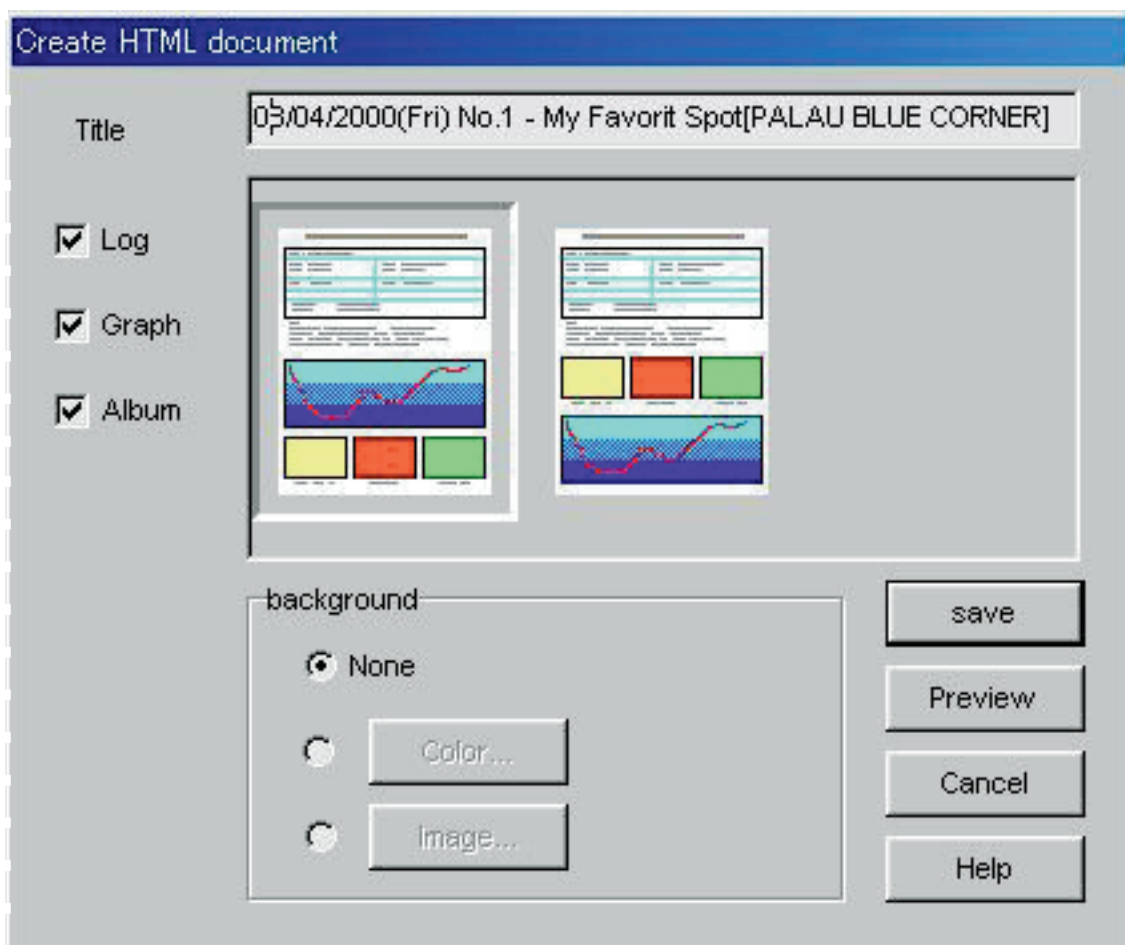 Create HTML document
Title
03/04/2000(Fri) No.1 - My Favorit Spot[PALAU BLUE CORNER]
Log
Graph
Album
background
None
Color...
Image...
save
Preview
Cancel
Help